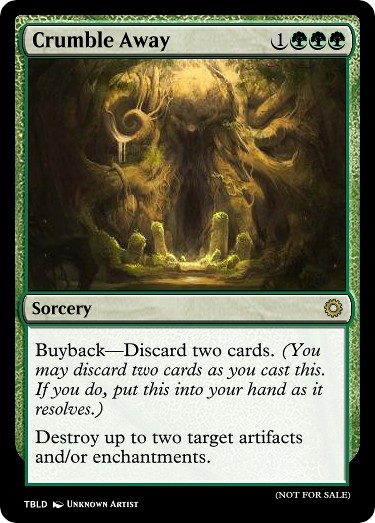 Crumble Away 1
Sorcery
Buyback—Discard two cards. (You
may discard two cards as you cast this.
If you do, put this into your hand as it
resolves.)
Destroy up to two target artifacts
and/or enchantments.
TBLD Unknown Artist
(NOT FOR SALE)